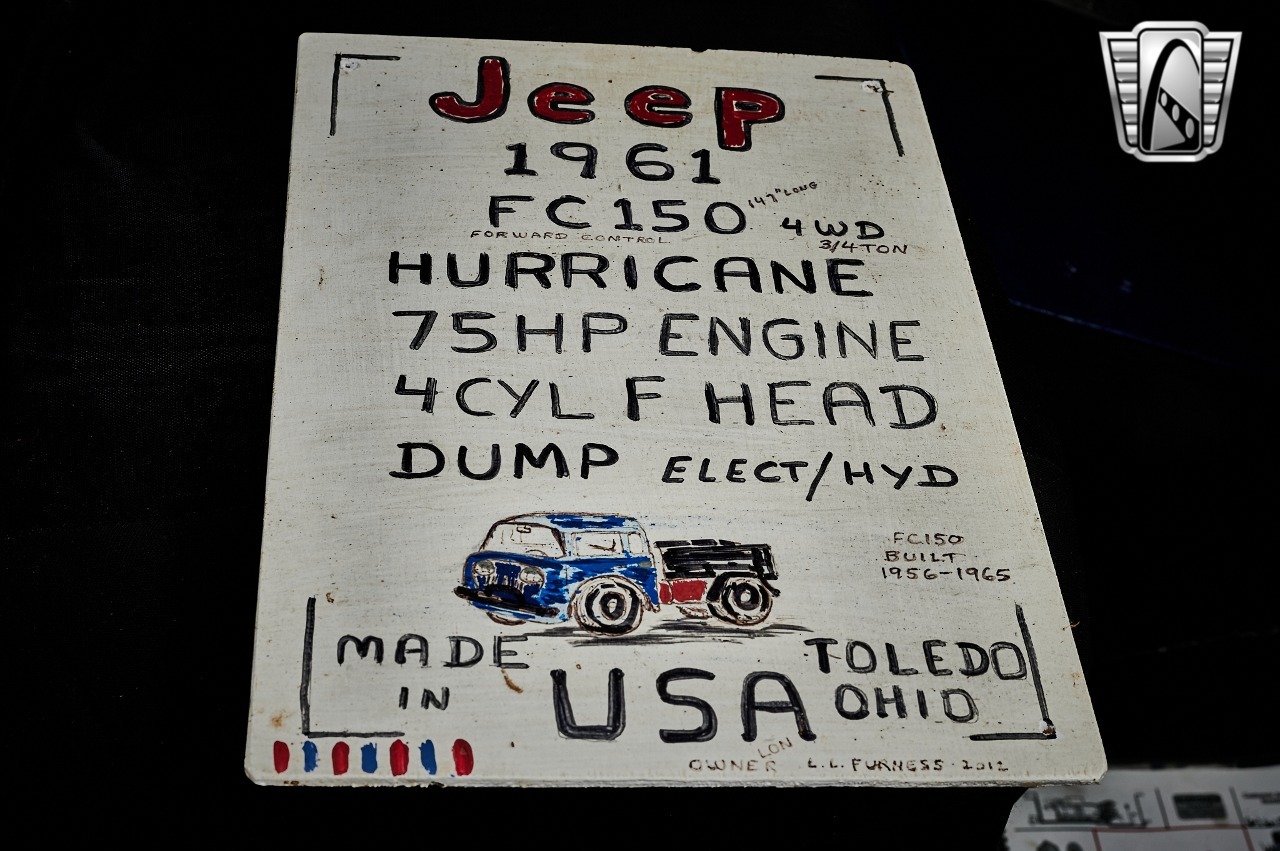 Jeep
1961
FC150 147" LONG 4WD
FORWARD CONTROL 3/4 TON
HURRICANE
75HP ENGINE
4CYL F HEAD
DUMP ELECT/HYD
FC150
BUILT
1956-1965
MADE
IN
USA
TOLEDO
OHIO
LON
OWNER L.L. FURNESS - 2012